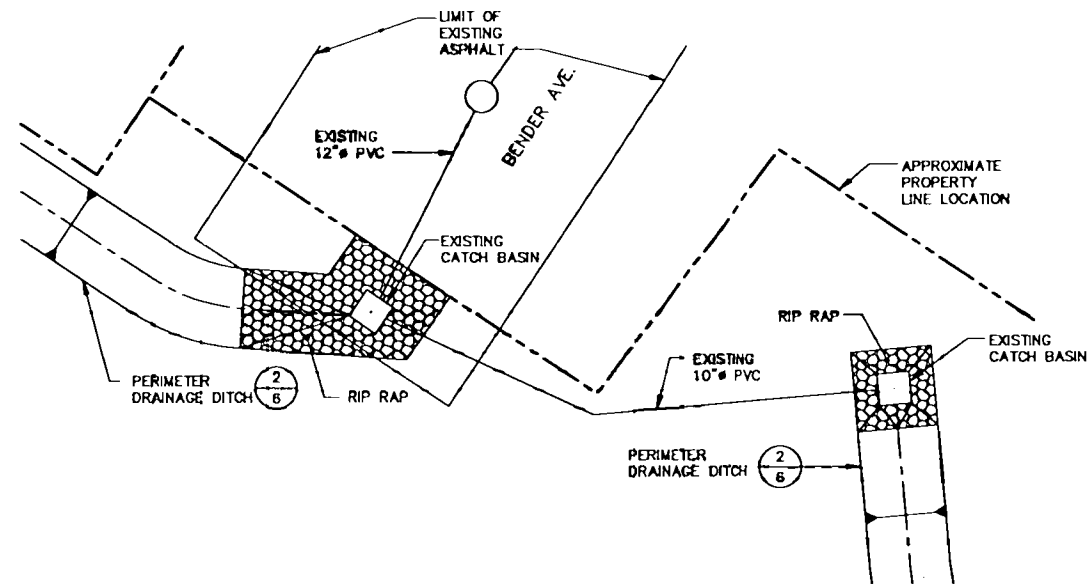 LIMIT OF
EXISTING
ASPHALT
BENDER AVE.
EXISTING
12"ø PVC
APPROXIMATE
PROPERTY
LINE LOCATION
EXISTING
CATCH BASIN
RIP RAP
EXISTING
CATCH BASIN
EXISTING
10"ø PVC
PERIMETER
DRAINAGE DITCH
2
6
RIP RAP
PERIMETER
DRAINAGE DITCH
2
6